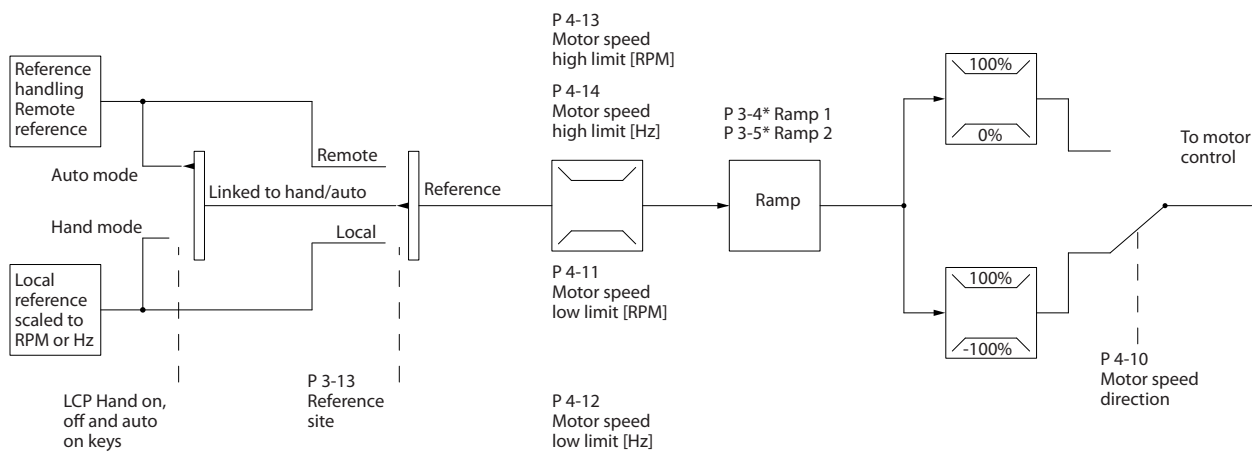 Reference
handling
Remote
reference
Auto mode
Hand mode
Local
reference
scaled to
RPM or Hz
LCP Hand on,
off and auto
on keys
Linked to hand/auto
Remote
Local
P 3-13
Reference
site
Reference
P 4-13
Motor speed
high limit [RPM]
P 4-14
Motor speed
high limit [Hz]
P 4-11
Motor speed
low limit [RPM]
P 4-12
Motor speed
low limit [Hz]
P 3-4* Ramp 1
P 3-5* Ramp 2
Ramp
100%
0%
100%
-100%
To motor
control
P 4-10
Motor speed
direction